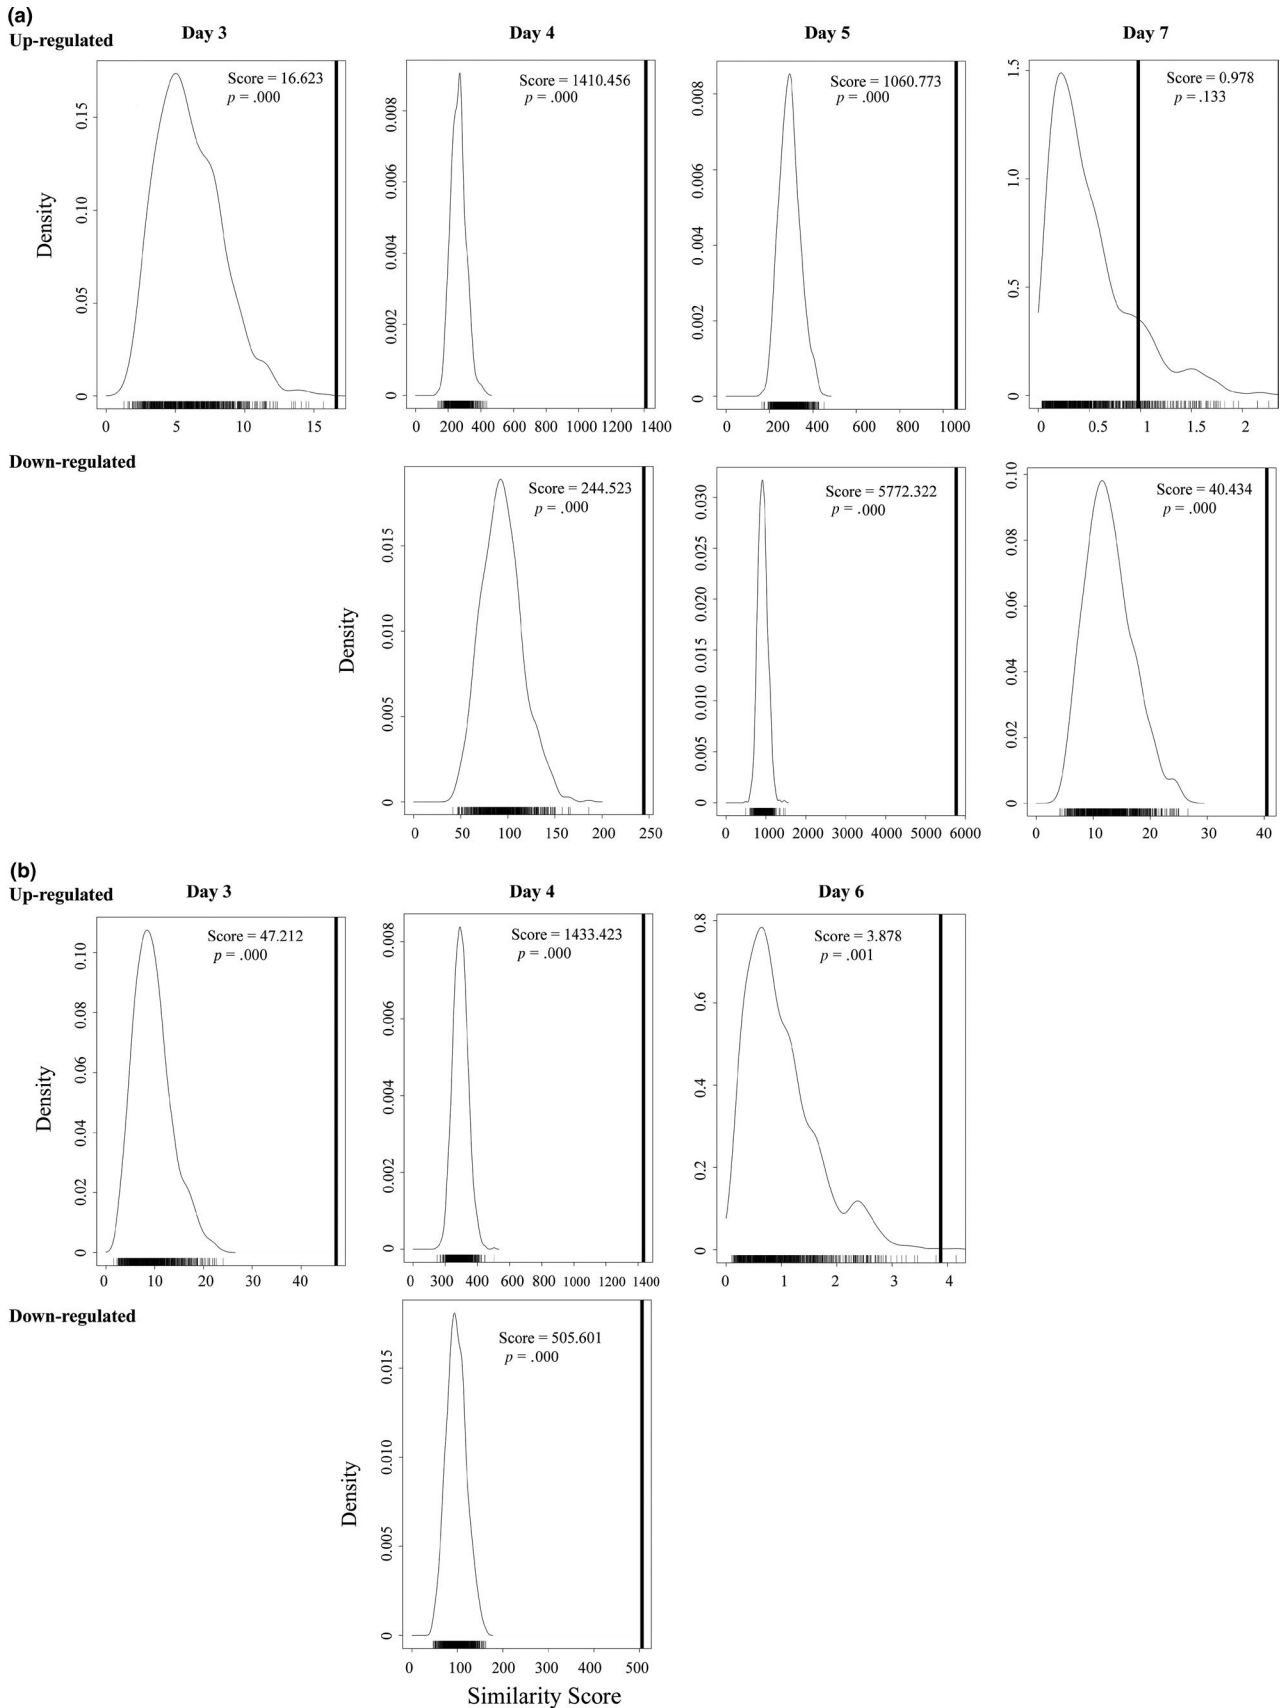 (a)
Up-regulated
Day 3
Day 4
Day 5
Day 7
Score = 16.623
p = .000
Density
0.15
0.10
0.05
0
0 5 10 15
Score = 1410.456
p = .000
0.008
0.006
0.004
0.002
0
0 200 400 600 800 1000 1200 1400
Score = 1060.773
p = .000
0.008
0.006
0.004
0.002
0
0 200 400 600 800 1000
Score = 0.978
p = .133
1.5
1.0
0.5
0
0 0.5 1 1.5 2
Down-regulated
Score = 244.523
p = .000
Density
0.015
0.010
0.005
0
0 50 100 150 200 250
Score = 5772.322
p = .000
0.030
0.025
0.020
0.015
0.010
0.005
0
0 1000 2000 3000 4000 5000 6000
Score = 40.434
p = .000
0.10
0.08
0.06
0.04
0.02
0
0 10 20 30 40
(b)
Up-regulated
Day 3
Day 4
Day 6
Score = 47.212
p = .000
Density
0.10
0.08
0.06
0.04
0.02
0
0 10 20 30 40
Score = 1433.423
p = .000
0.008
0.006
0.004
0.002
0
0 300 400 600 800 1000 1200 1400
Score = 3.878
p = .001
0.8
0.6
0.4
0.2
0
0 1 2 3 4
Down-regulated
Score = 505.601
p = .000
Density
0.015
0.010
0.005
0
0 100 200 300 400 500
Similarity Score